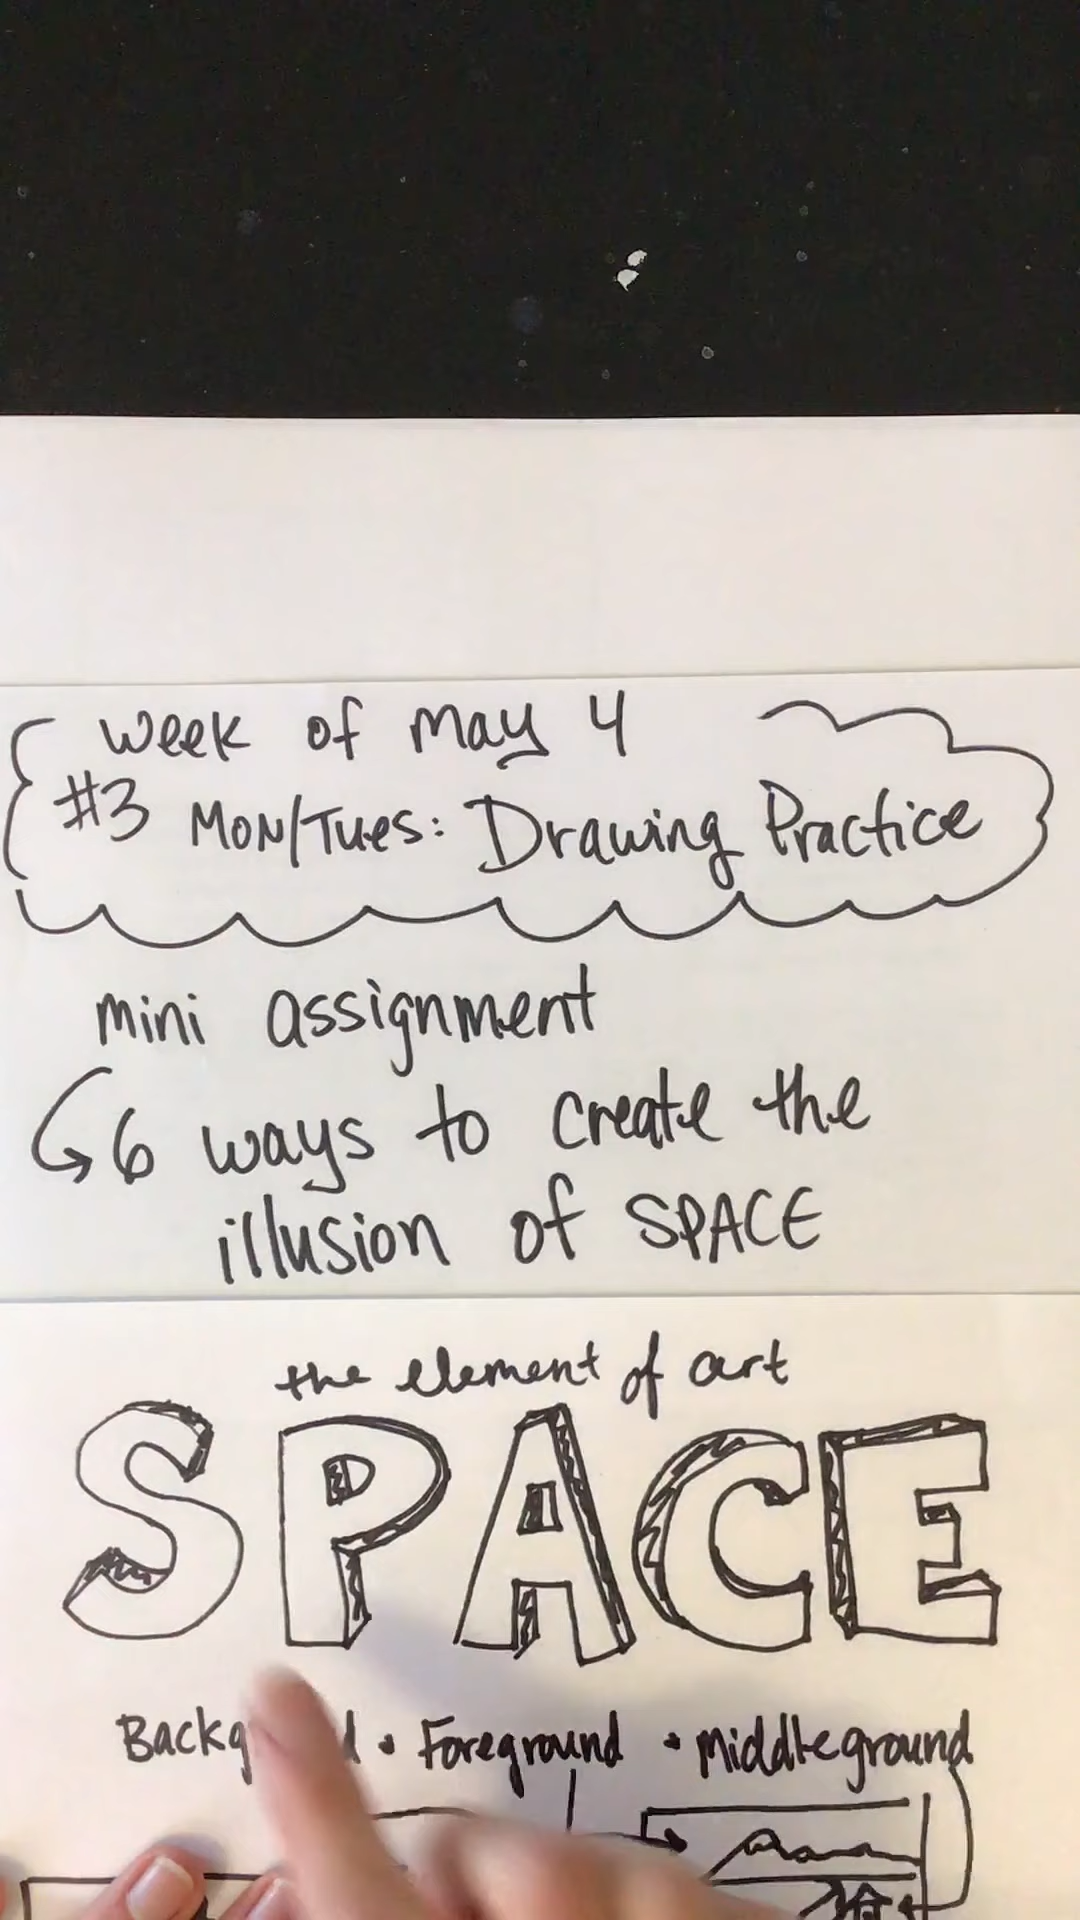 week of may 4
#3 Mon/Tues: Drawing Practice
mini assignment
6 ways to create the
illusion of SPACE
the element of art
SPACE
• Foreground • middleground